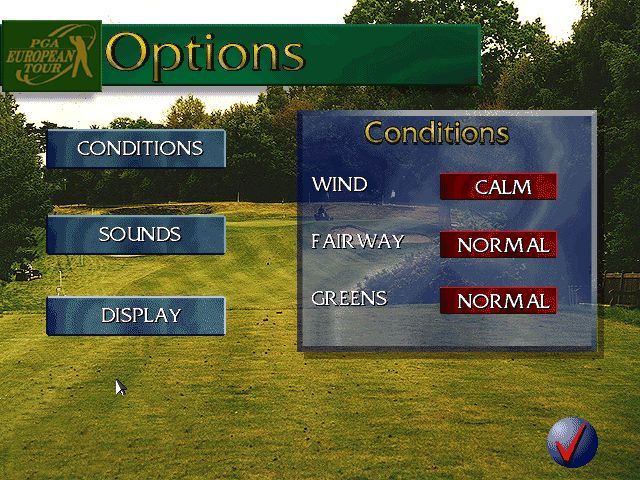 PGA
EUROPEAN
TOUR
Options
CONDITIONS
SOUNDS
DISPLAY
Conditions
WIND CALM
FAIRWAY NORMAL
GREENS NORMAL